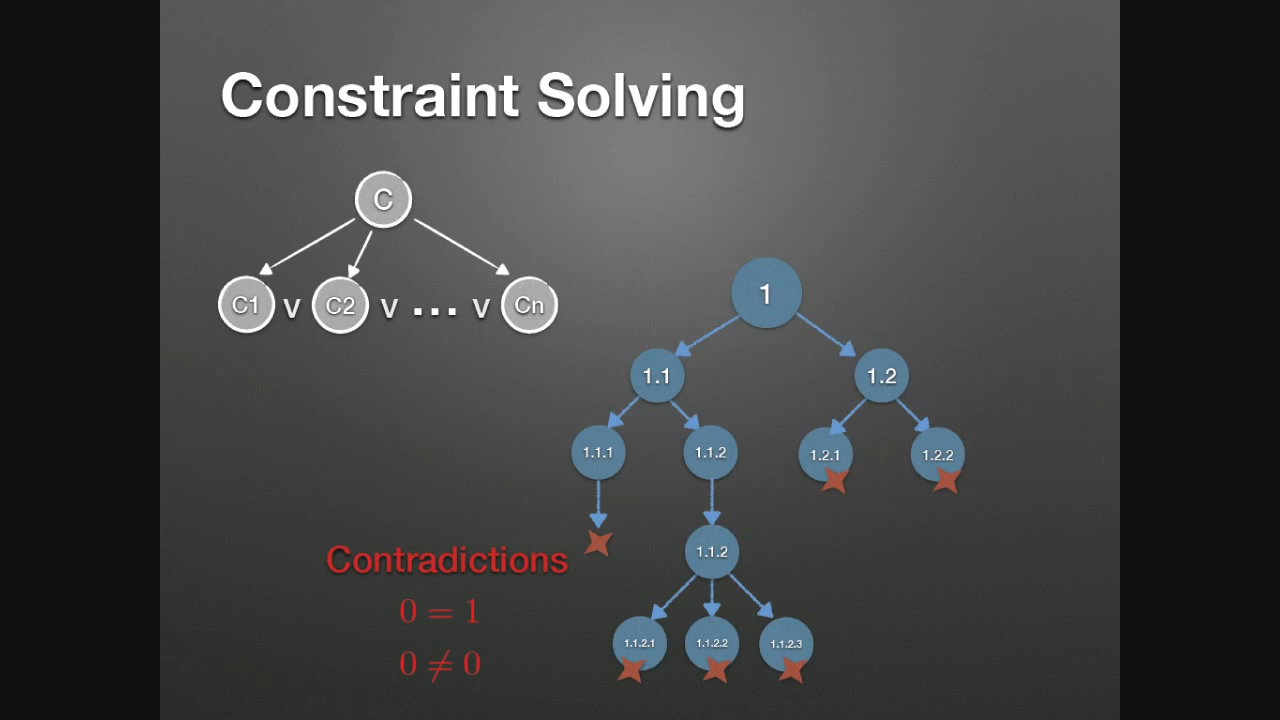 Constraint Solving
C
C1 v C2 v ... v Cn
1
1.1 1.2
1.1.1 1.1.2 1.2.1 1.2.2
1.1.2
Contradictions
0 = 1
0 ≠ 0
1.1.2.1 1.1.2.2 1.1.2.3